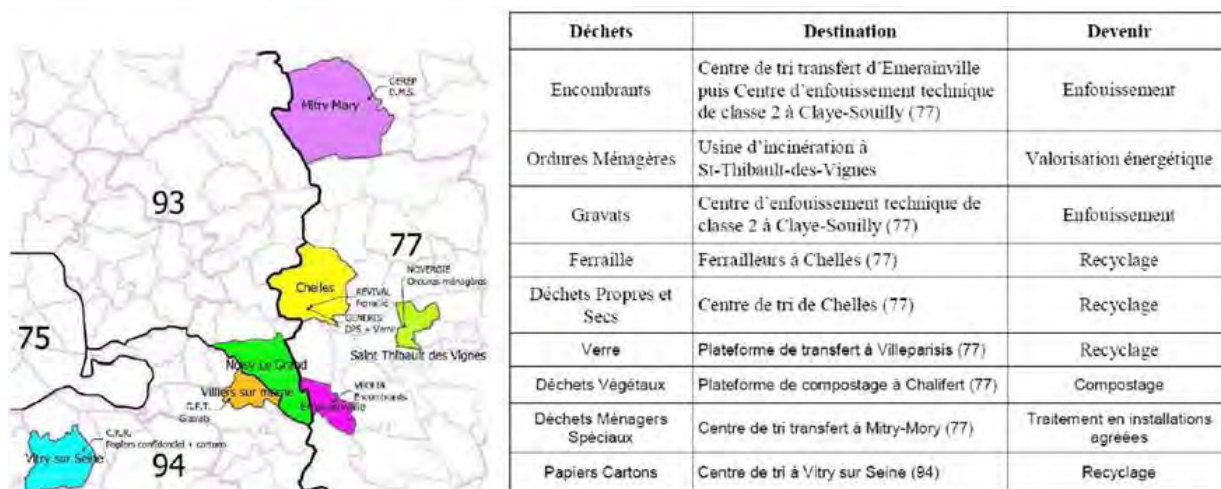 GEREP
D.M.S.
Mitry-Mory
93
77
NOVERGIE
Ordures ménagères
Chelles
REVIVAL
Ferraille
GENERIS
DPS + Verre
75
Saint Thibault des Vignes
Noisy Le Grand
Villiers sur marne
Encombrants
G.E.T.
Gravats
C.R.R.
Papiers confidentiel + cartons
Vitry sur Seine
94
Déchets Destination Devenir
Encombrants Centre de tri transfert d'Emerainville puis Centre d'enfouissement technique de classe 2 à Claye-Souilly (77) Enfouissement
Ordures Ménagères Usine d'incinération à St-Thibault-des-Vignes Valorisation énergétique
Gravats Centre d'enfouissement technique de classe 2 à Claye-Souilly (77) Enfouissement
Ferraille Ferrailleurs à Chelles (77) Recyclage
Déchets Propres et Secs Centre de tri de Chelles (77) Recyclage
Verre Plateforme de transfert à Villeparisis (77) Recyclage
Déchets Végétaux Plateforme de compostage à Chalifert (77) Compostage
Déchets Ménagers Spéciaux Centre de tri transfert à Mitry-Mory (77) Traitement en installations agréées
Papiers Cartons Centre de tri à Vitry sur Seine (94) Recyclage